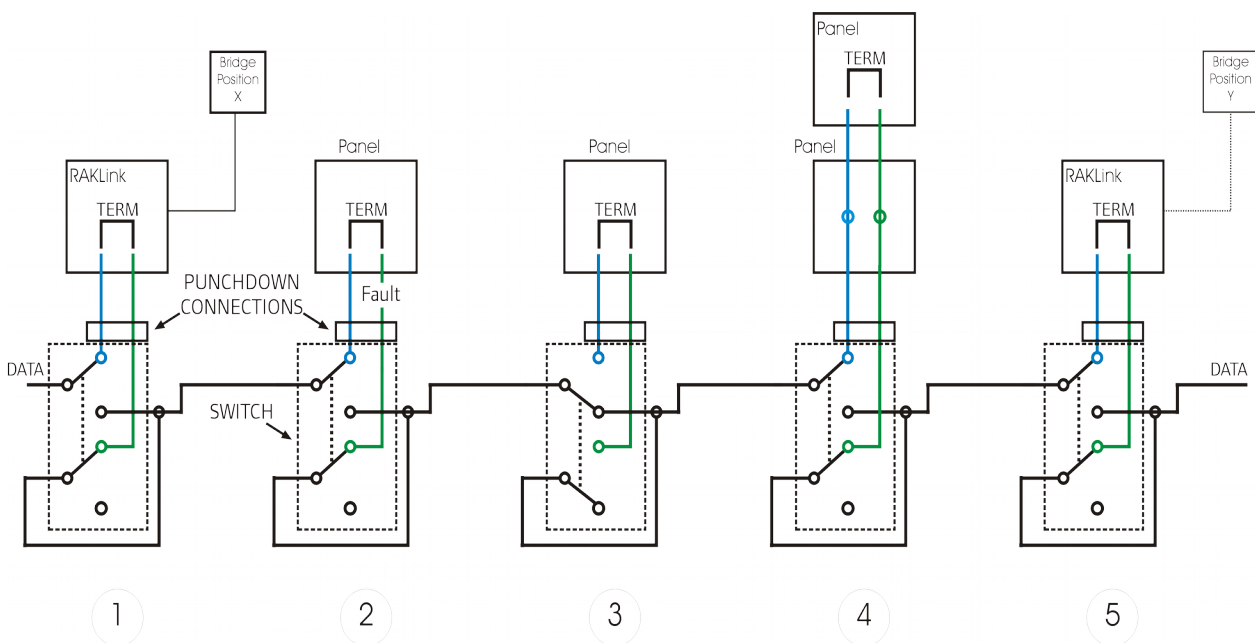 Bridge
Position
X
Panel
TERM
Bridge
Position
Y
Panel
Panel
Panel
RAKLink
TERM
TERM
TERM
RAKLink
TERM
PUNCHDOWN
CONNECTIONS
Fault
DATA
DATA
SWITCH
1
2
3
4
5